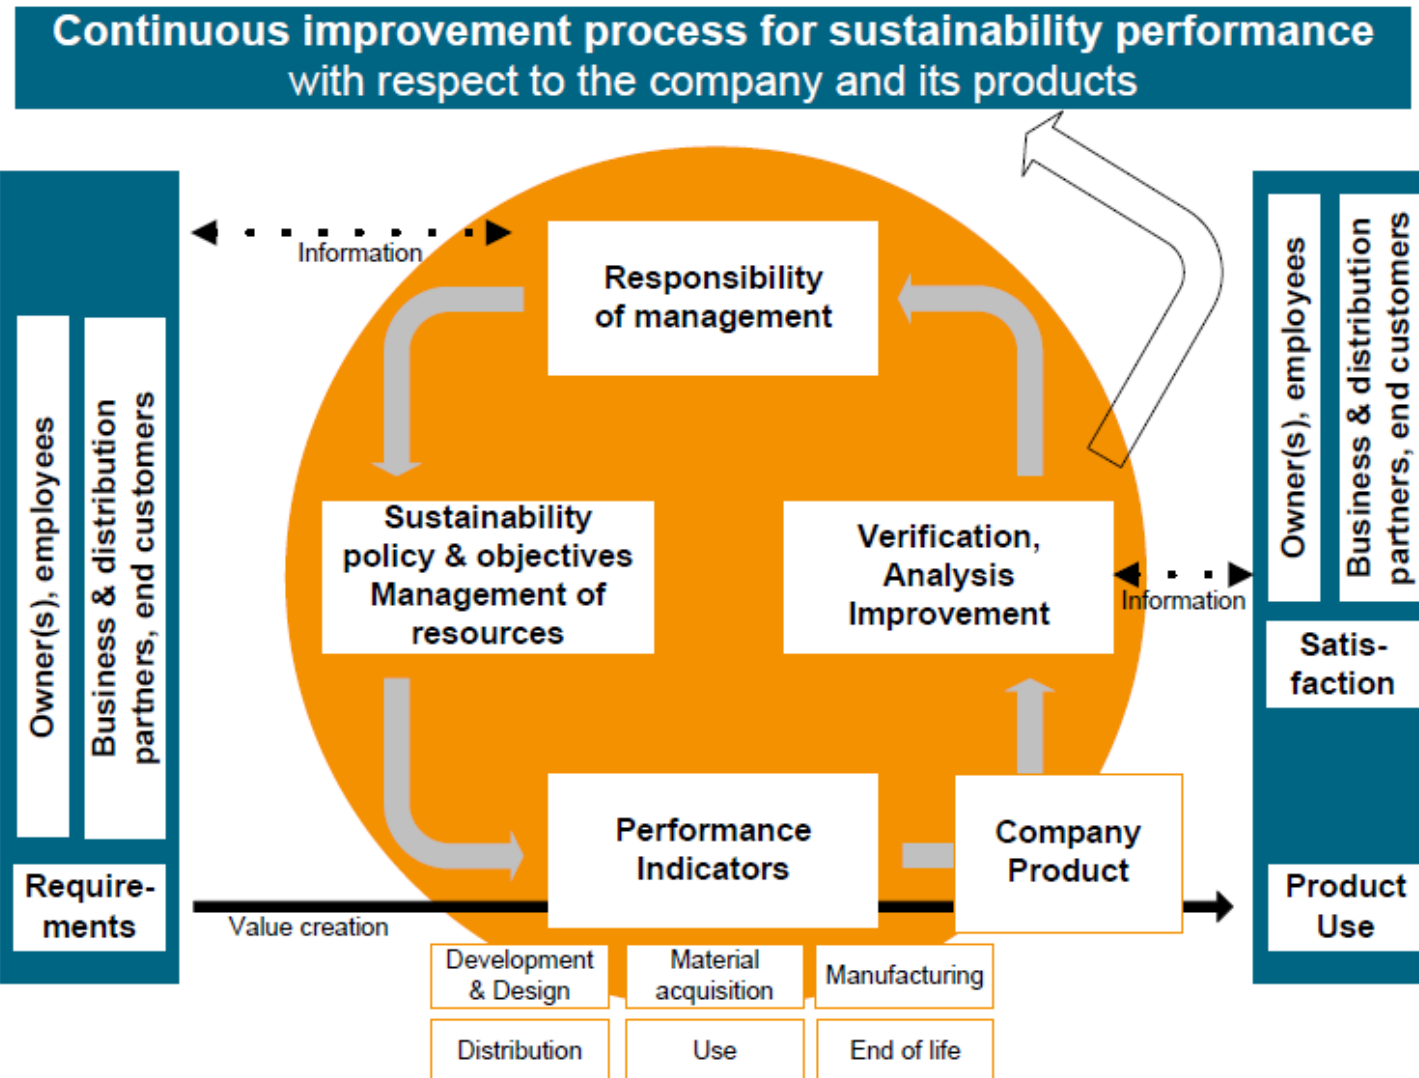 Continuous improvement process for sustainability performance
with respect to the company and its products
Owner(s), employees
Business & distribution
partners, end customers
Require-
ments
Information
Responsibility
of management
Sustainability
policy & objectives
Management of
resources
Verification,
Analysis
Improvement
Information
Performance
Indicators
Company
Product
Value creation
Development
& Design
Material
acquisition
Manufacturing
Distribution
Use
End of life
Owner(s), employees
Business & distribution
partners, end customers
Satis-
faction
Product
Use